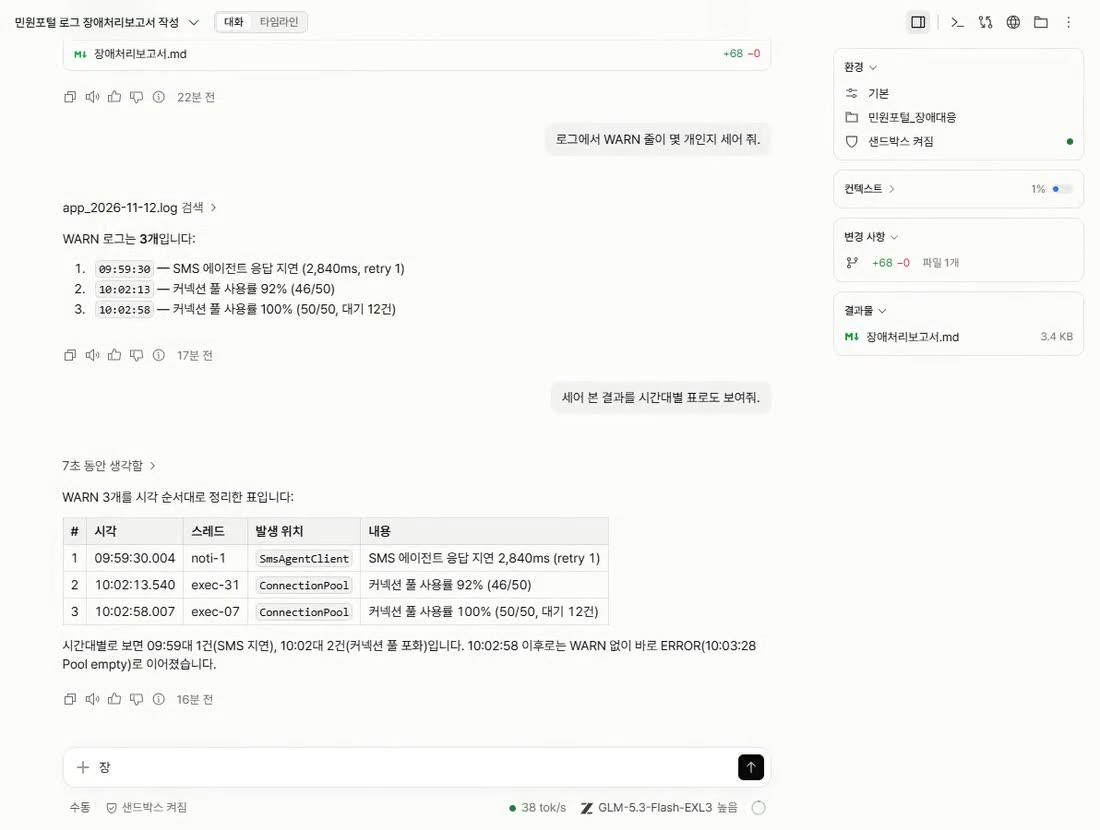 민원포털 로그 장애처리보고서 작성 대화 타임라인
장애처리보고서.md +68 −0
22분 전
로그에서 WARN 줄이 몇 개인지 세어 줘.
app_2026-11-12.log 검색
WARN 로그는 3개입니다:
1. 09:59:30 — SMS 에이전트 응답 지연 (2,840ms, retry 1)
2. 10:02:13 — 커넥션 풀 사용률 92% (46/50)
3. 10:02:58 — 커넥션 풀 사용률 100% (50/50, 대기 12건)
17분 전
세어 본 결과를 시간대별 표로도 보여줘.
7초 동안 생각함
WARN 3개를 시각 순서대로 정리한 표입니다:
# 시각 스레드 발생 위치 내용
1 09:59:30.004 noti-1 SmsAgentClient SMS 에이전트 응답 지연 2,840ms (retry 1)
2 10:02:13.540 exec-31 ConnectionPool 커넥션 풀 사용률 92% (46/50)
3 10:02:58.007 exec-07 ConnectionPool 커넥션 풀 사용률 100% (50/50, 대기 12건)
시간대별로 보면 09:59대 1건(SMS 지연), 10:02대 2건(커넥션 풀 포화)입니다. 10:02:58 이후로는 WARN 없이 바로 ERROR(10:03:28
Pool empty)로 이어졌습니다.
16분 전
장
수동 샌드박스 켜짐 38 tok/s GLM-5.3-Flash-EXL3 높음
환경
기본
민원포털_장애대응
샌드박스 켜짐
컨텍스트 1%
변경 사항
+68 −0 파일 1개
결과물
M↓ 장애처리보고서.md 3.4 KB